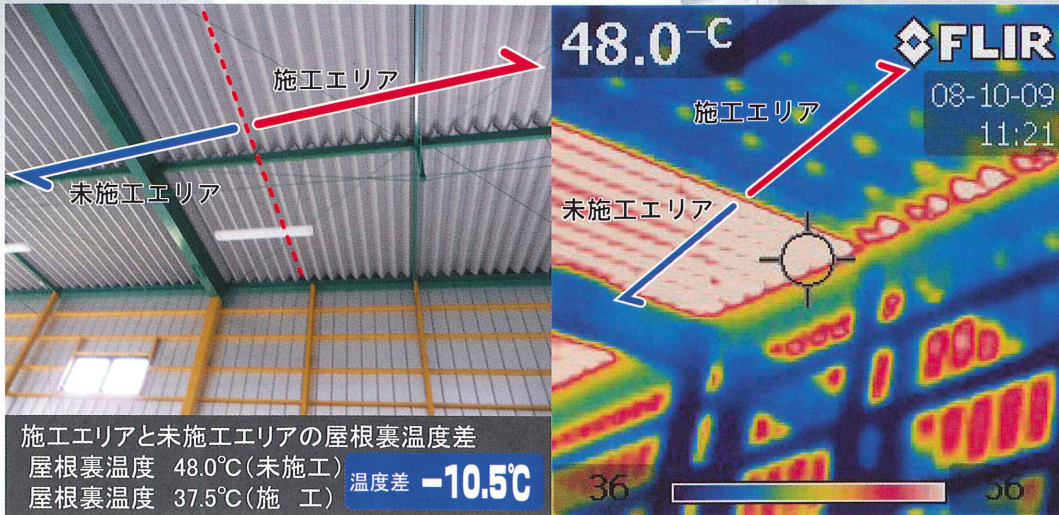 施工エリア
未施工エリア
施工エリアと未施工エリアの屋根裏温度差
屋根裏温度 48.0℃(未施工)
屋根裏温度 37.5℃(施 工)
温度差 -10.5℃
48.0 -C
FLIR
08-10-09
11:21
施工エリア
未施工エリア
36
56